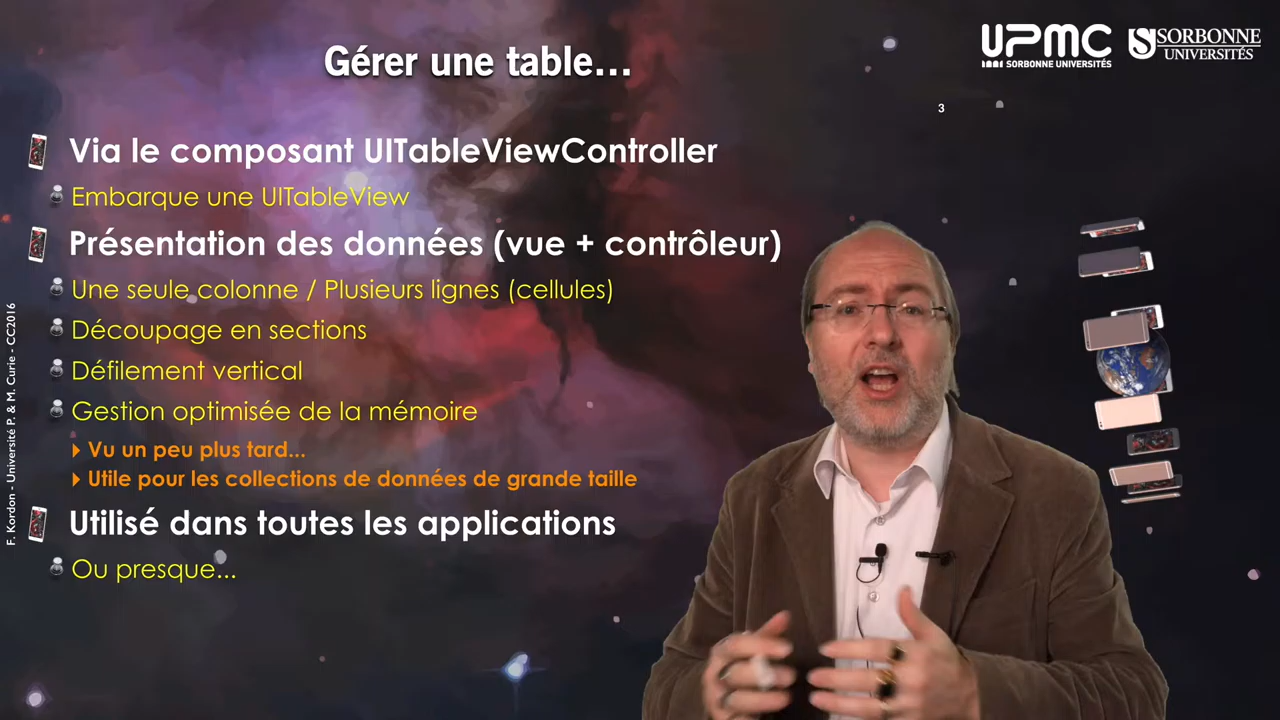 Gérer une table...
UPMC
SORBONNE UNIVERSITÉS
SORBONNE
UNIVERSITÉS
3
Via le composant UITableViewController
Embarque une UITableView
Présentation des données (vue + contrôleur)
Une seule colonne / Plusieurs lignes (cellules)
Découpage en sections
Défilement vertical
Gestion optimisée de la mémoire
Vu un peu plus tard...
Utile pour les collections de données de grande taille
Utilisé dans toutes les applications
Ou presque...
F. Kordon - Université P. & M. Curie - CC2016